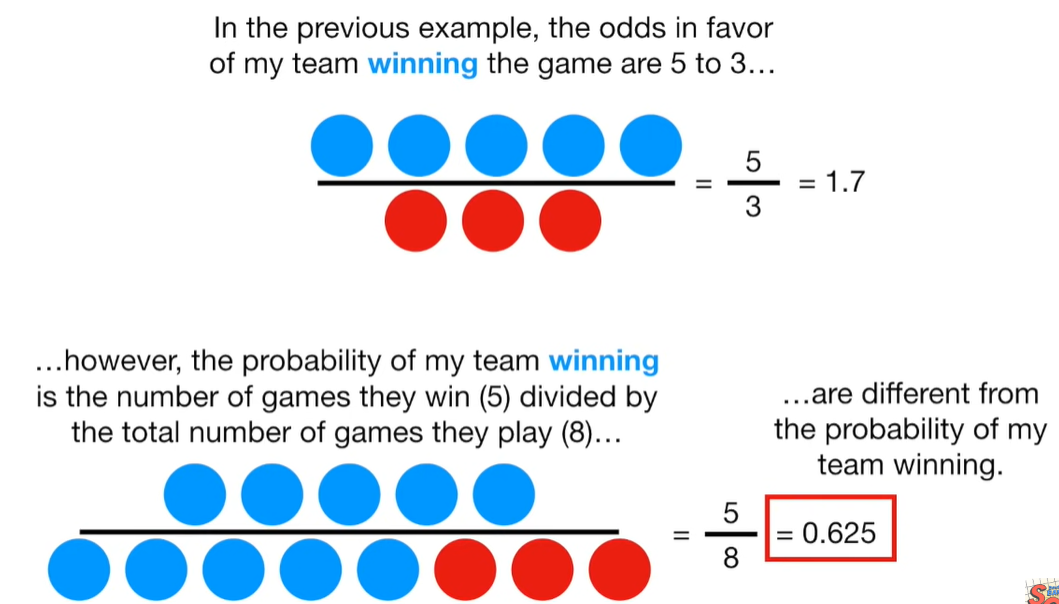 In the previous example, the odds in favor
of my team winning the game are 5 to 3...
= 5/3 = 1.7
...however, the probability of my team winning
is the number of games they win (5) divided by
the total number of games they play (8)...
...are different from
the probability of my
team winning.
= 5/8 = 0.625